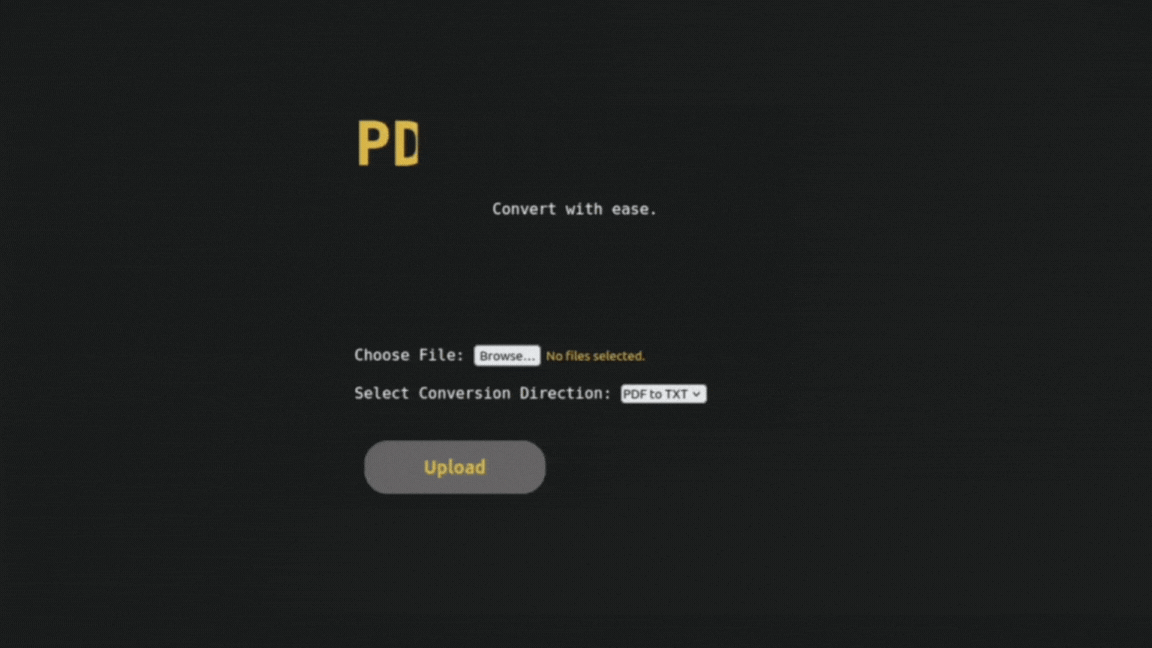 PD
Convert with ease.
Choose File: Browse... No files selected.
Select Conversion Direction: PDF to TXT
Upload